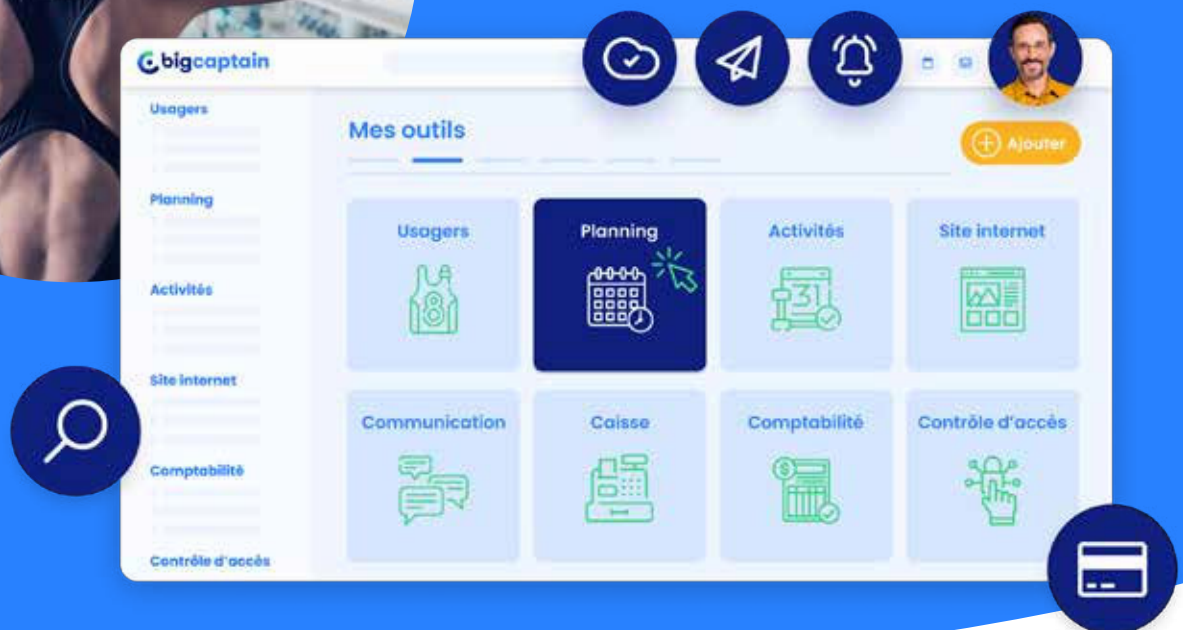 bigcaptain
Usagers
Planning
Activités
Site internet
Comptabilité
Contrôle d'accès
Mes outils
Ajouter
Usagers
Planning
Activités
31
Site internet
Communication
Caisse
Comptabilité
Contrôle d'accès